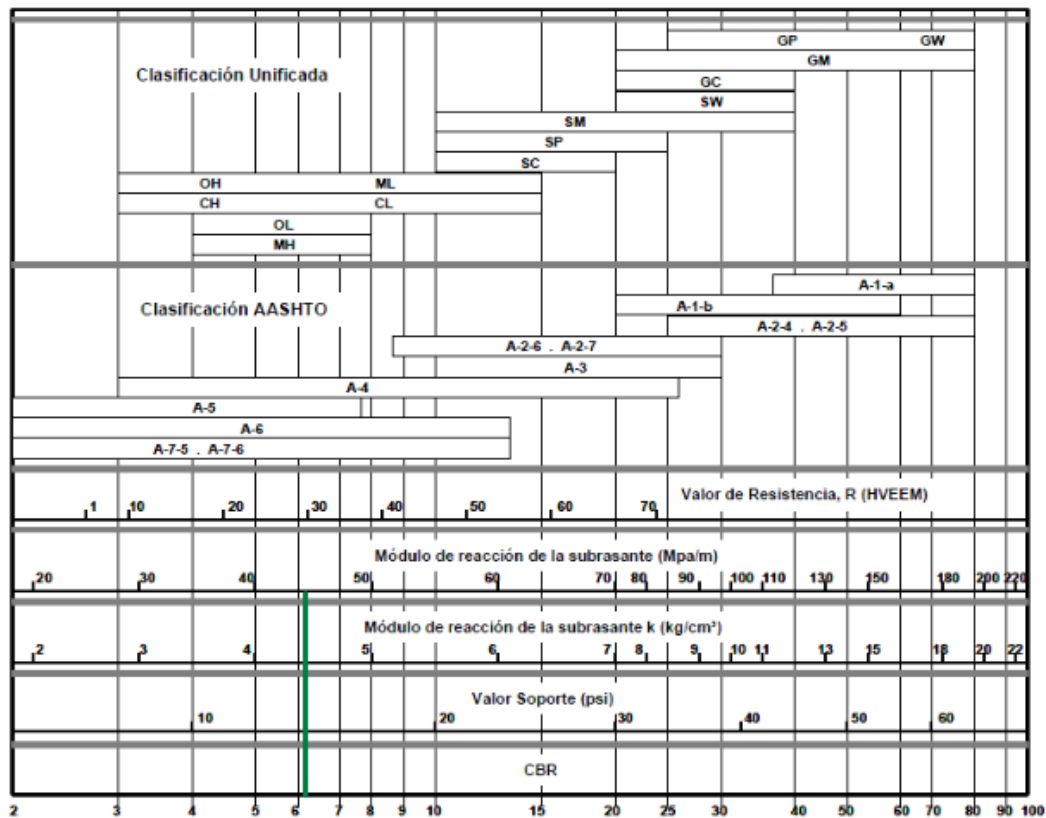 GP GW
GM
Clasificación Unificada
GC
SW
SM
SP
SC
OH ML
CH CL
OL
MH
A-1-a
Clasificación AASHTO
A-1-b
A-2-4 . A-2-5
A-2-6 . A-2-7
A-3
A-4
A-5
A-6
A-7-5 . A-7-6
Valor de Resistencia, R (HVEEM)
1 10 20 30 40 50 60 70
Módulo de reacción de la subrasante (Mpa/m)
20 30 40 50 60 70 80 90 100 110 130 150 180 200 220
Módulo de reacción de la subrasante k (kg/cm³)
2 3 4 5 6 7 8 9 10 11 13 15 18 20 22
Valor Soporte (psi)
10 20 30 40 50 60
CBR
2 3 4 5 6 7 8 9 10 15 20 25 30 40 50 60 70 80 90 100